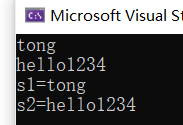 Microsoft Visual St
tong
hello1234
s1=tong
s2=hello1234